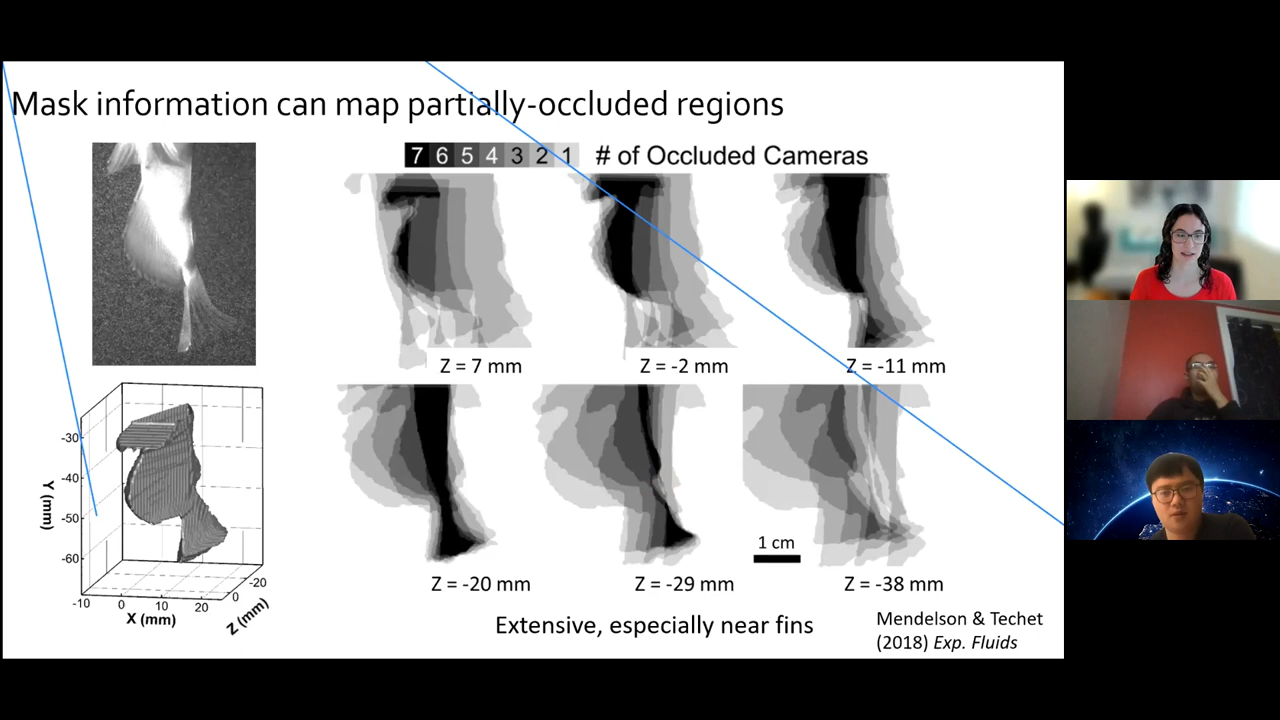 Mask information can map partially-occluded regions
7 6 5 4 3 2 1 # of Occluded Cameras
Z = 7 mm
Z = -2 mm
Z = -11 mm
-30
-40
-50
-60
Y (mm)
-10 0 10 20
X (mm)
0
-20
Z (mm)
1 cm
Z = -20 mm
Z = -29 mm
Z = -38 mm
Extensive, especially near fins
Mendelson & Techet
(2018) Exp. Fluids